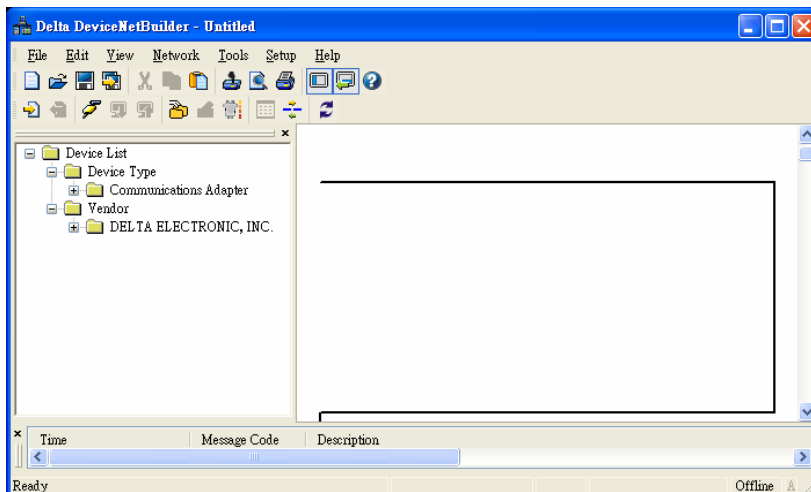 Delta DeviceNetBuilder - Untitled
File Edit View Network Tools Setup Help
Device List
Device Type
Communications Adapter
Vendor
DELTA ELECTRONIC, INC.
Time Message Code Description
Ready Offline A